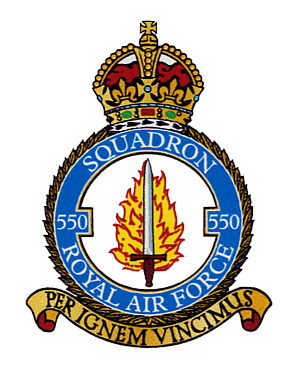 SQUADRON
550 550
ROYAL AIR FORCE
PER IGNEM VINCIMUS